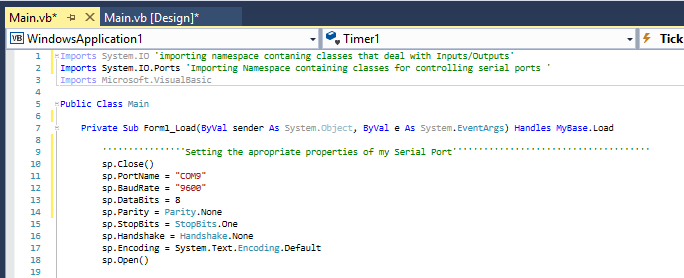 Main.vb* Main.vb [Design]*
VB WindowsApplication1 Timer1 Tick
1 Imports System.IO 'importing namespace contaning classes that deal with Inputs/Outputs'
2 Imports System.IO.Ports 'Importing Namespace containing classes for controlling serial ports '
3 Imports Microsoft.VisualBasic
4
5 Public Class Main
6
7 Private Sub Form1_Load(ByVal sender As System.Object, ByVal e As System.EventArgs) Handles MyBase.Load
8
9 ''''''''''''''''Setting the apropriate properties of my Serial Port''''''''''''''''''''''''''''''''''''''
10 sp.Close()
11 sp.PortName = "COM9"
12 sp.BaudRate = "9600"
13 sp.DataBits = 8
14 sp.Parity = Parity.None
15 sp.StopBits = StopBits.One
16 sp.Handshake = Handshake.None
17 sp.Encoding = System.Text.Encoding.Default
18 sp.Open()
19